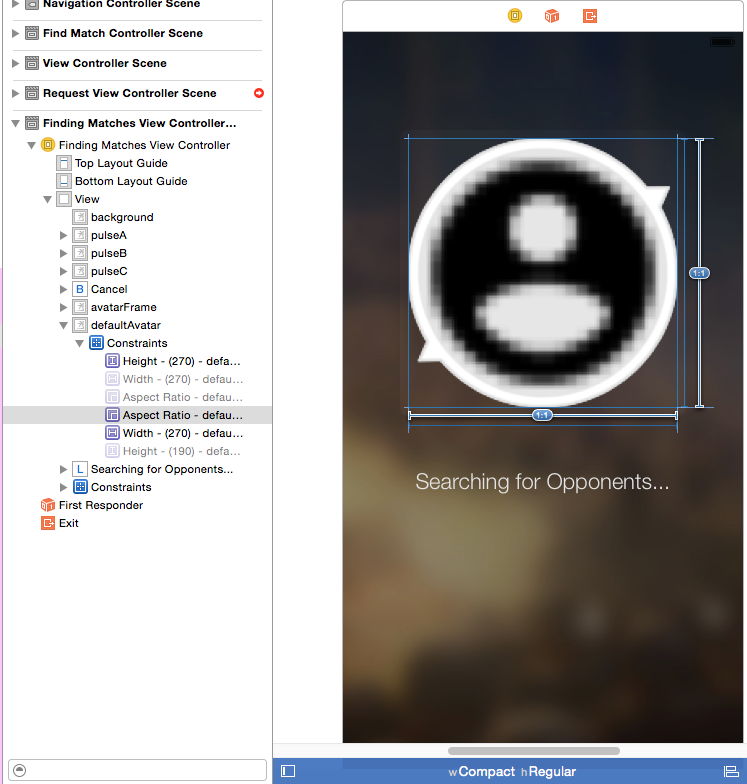 Navigation Controller Scene
Find Match Controller Scene
View Controller Scene
Request View Controller Scene
Finding Matches View Controller...
Finding Matches View Controller
Top Layout Guide
Bottom Layout Guide
View
background
pulseA
pulseB
pulseC
B Cancel
avatarFrame
defaultAvatar
Constraints
Height - (270) - defa...
Width - (270) - defau...
Aspect Ratio - defau...
Aspect Ratio - defau...
Width - (270) - defau...
Height - (190) - defa...
L Searching for Opponents...
Constraints
First Responder
Exit
1:1
1:1
Searching for Opponents...
wCompact hRegular